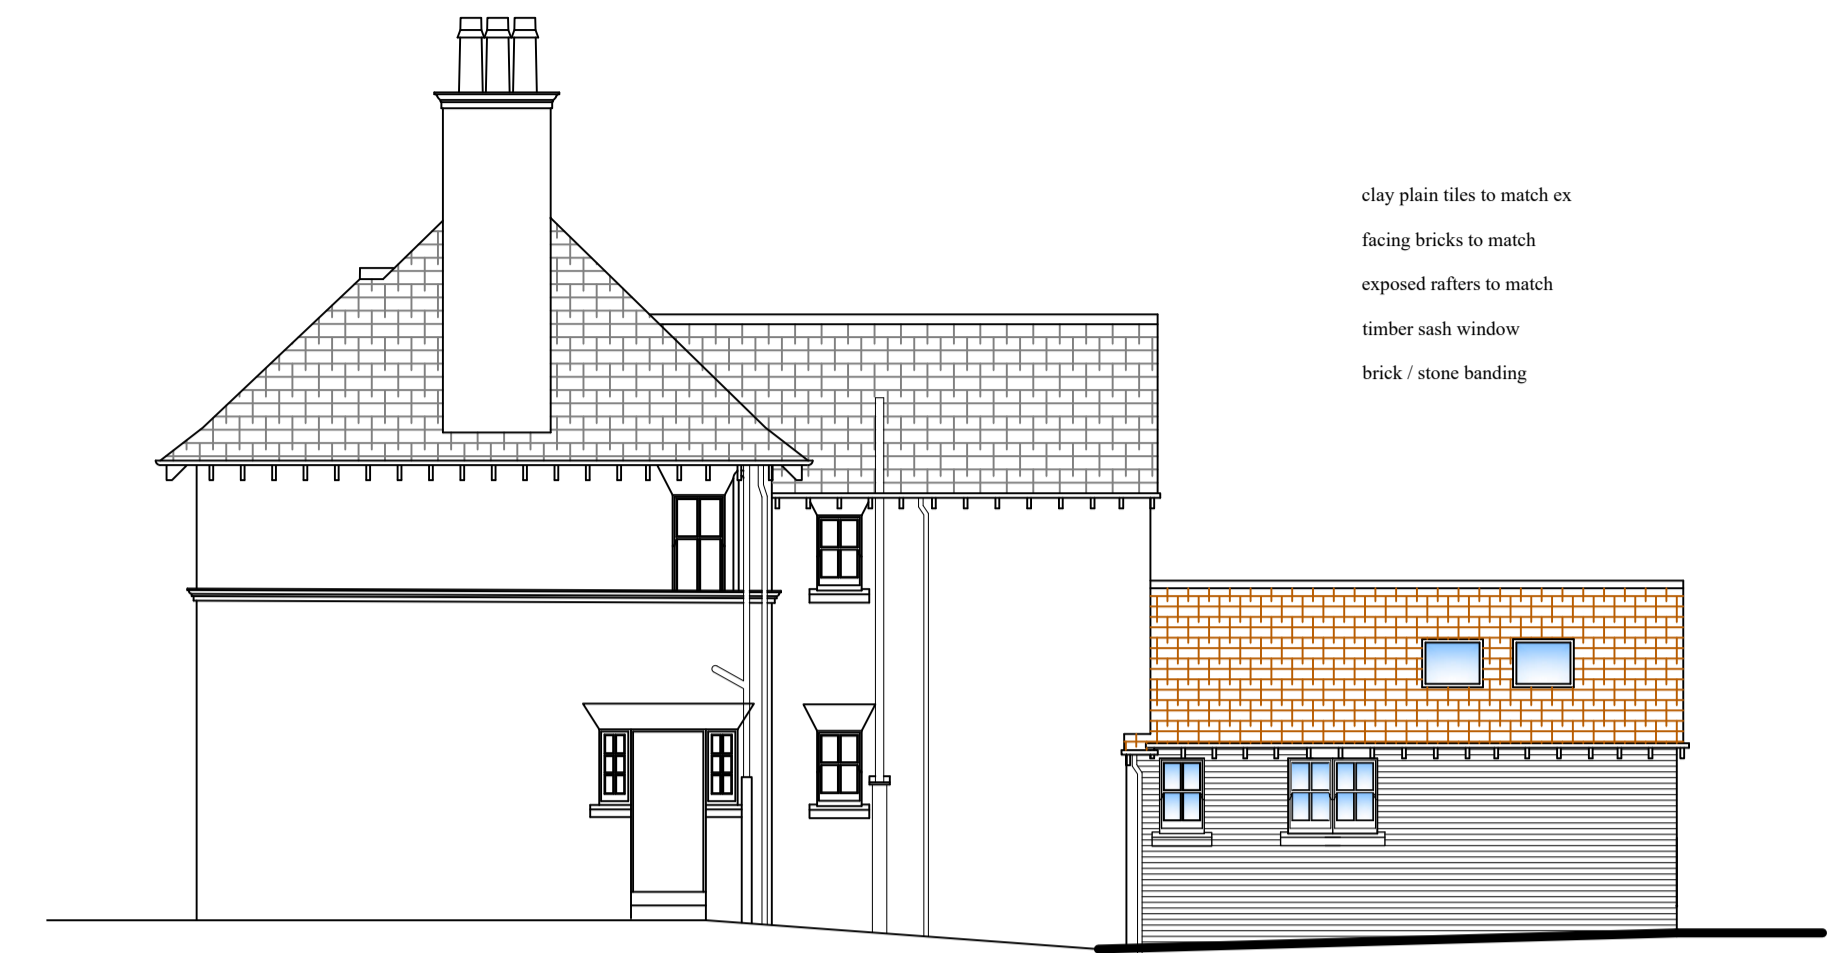 clay plain tiles to match ex
facing bricks to match
exposed rafters to match
timber sash window
brick / stone banding